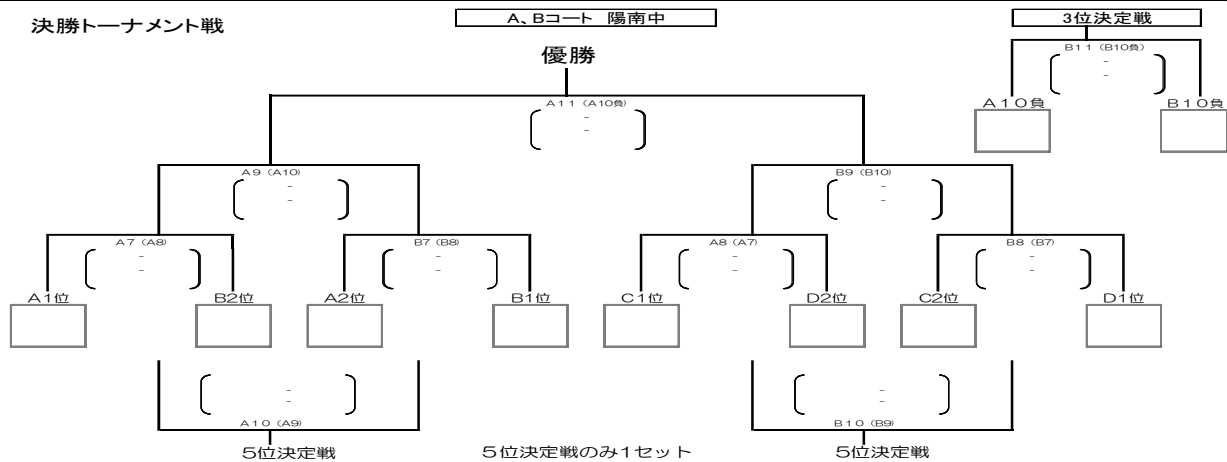 決勝トーナメント戦
A、Bコート 陽南中
3位決定戦
優勝
B11 (B10負)
-
-
A10負
B10負
A11 (A10負)
-
-
A9 (A10)
-
-
B9 (B10)
-
-
A7 (A8)
-
-
B7 (B8)
-
-
A8 (A7)
-
-
B8 (B7)
-
-
A1位
B2位
A2位
B1位
C1位
D2位
C2位
D1位
-
-
A10 (A9)
-
-
B10 (B9)
5位決定戦
5位決定戦のみ1セット
5位決定戦